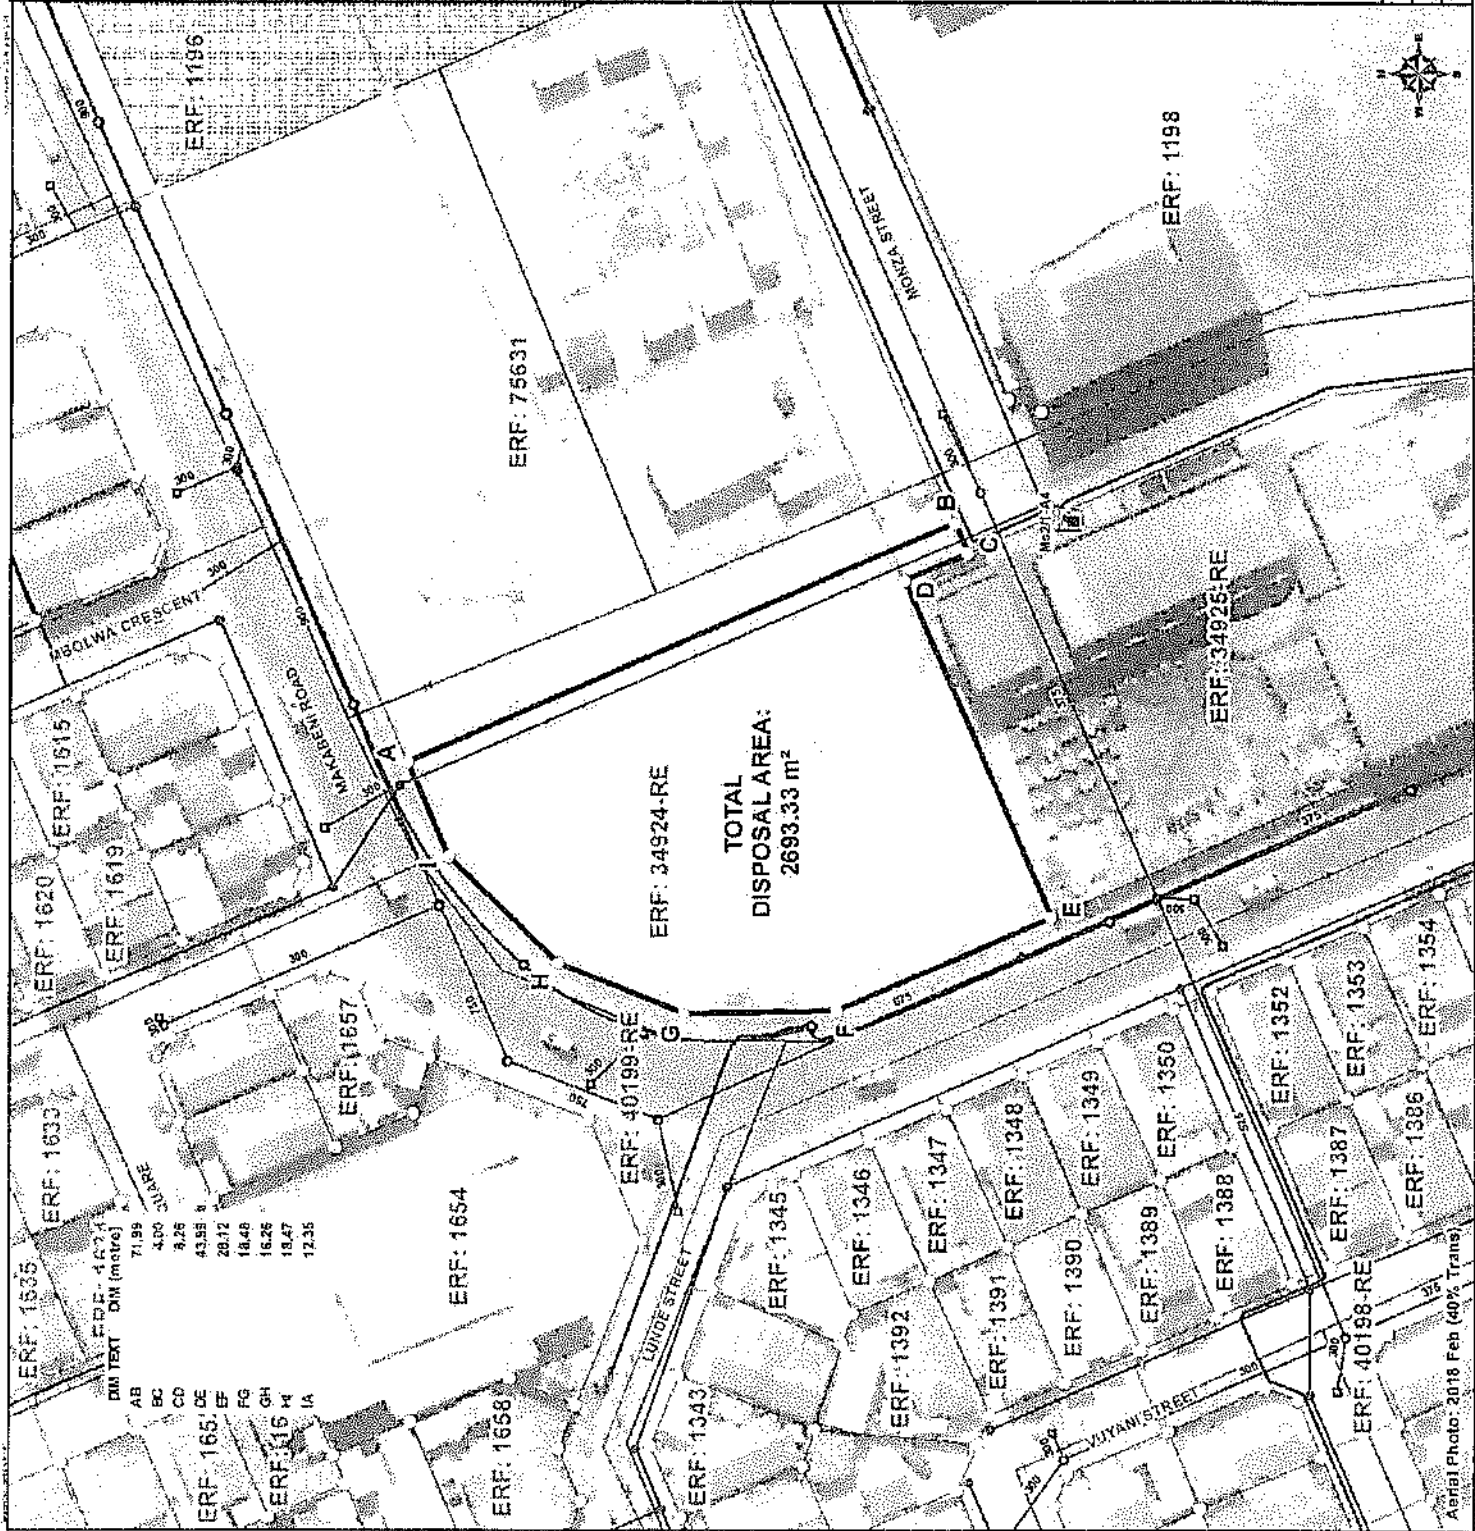 DIM TEXT DIM (metre)
AB 71.99
BC 4.00
CD 8.26
DE 43.99
EF 28.12
FG 18.48
GH 16.26
HI 19.47
IA 12.35
ERF: 1635
ERF: 1633
ERF: 1620
ERF: 1619
ERF: 1615
ERF: 1657
ERF: 1654
ERF: 1658
ERF: 1196
MBOLWA CRESCENT
MAKABENI ROAD
ERF: 75631
ERF: 34924-RE
TOTAL
DISPOSAL AREA:
2693.33 m²
A
B
C
D
E
F
G
H
I
MONZA STREET
ERF: 1198
ERF: 34925-RE
ERF: 40199-RE
LUNDE STREET
ERF: 1343
ERF: 1345
ERF: 1346
ERF: 1347
ERF: 1348
ERF: 1349
ERF: 1350
ERF: 1352
ERF: 1353
ERF: 1354
ERF: 1392
ERF: 1391
ERF: 1390
ERF: 1389
ERF: 1388
ERF: 1387
ERF: 1386
VUYANI STREET
ERF: 40198-RE
Aerial Photo: 2018 Feb (40% Trans)